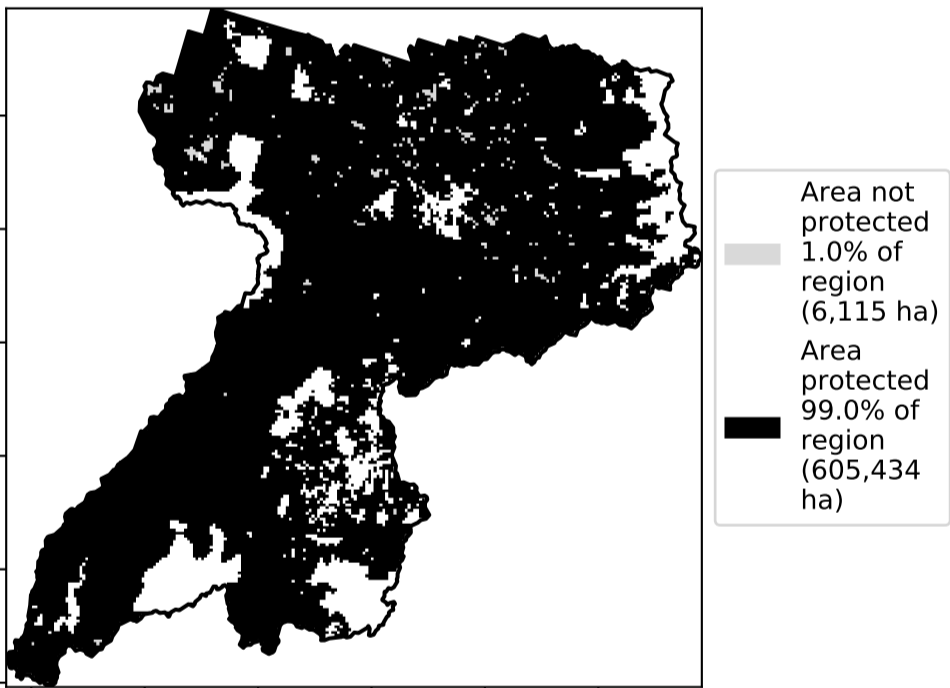 Area not
protected
1.0% of
region
(6,115 ha)
Area
protected
99.0% of
region
(605,434
ha)